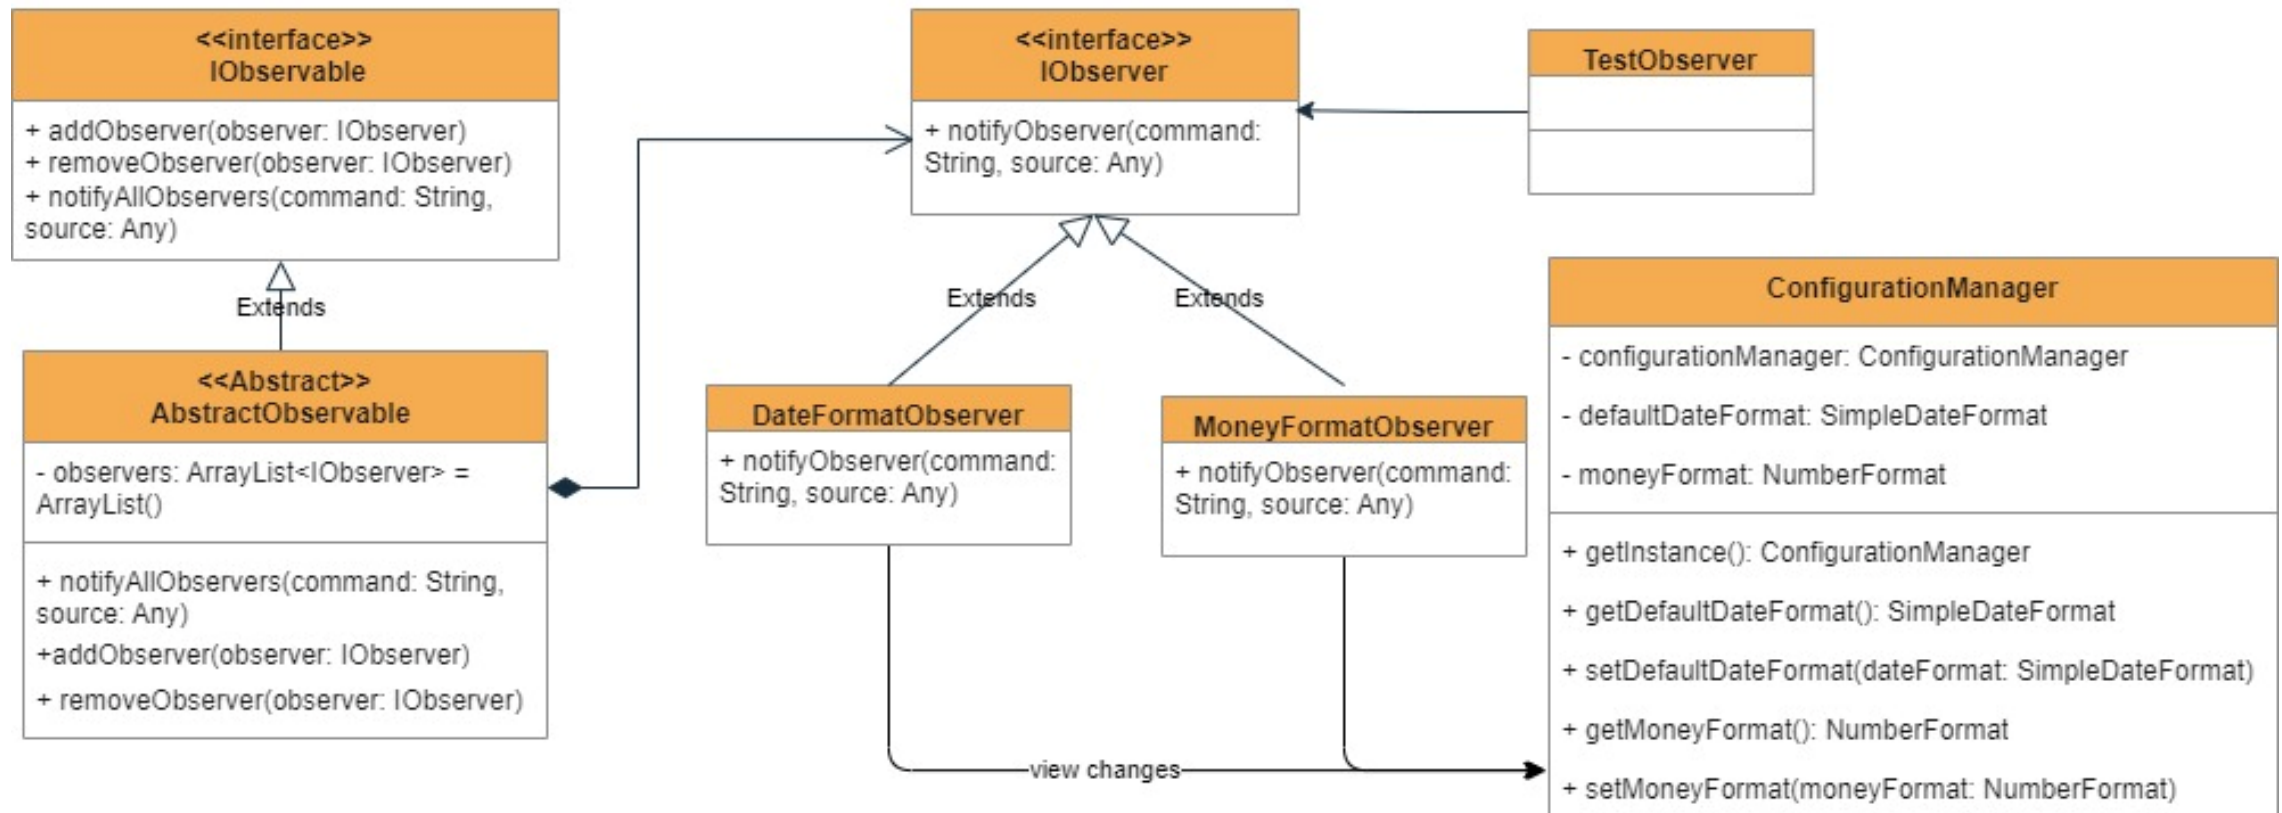 <<interface>>
IObservable
+ addObserver(observer: IObserver)
+ removeObserver(observer: IObserver)
+ notifyAllObservers(command: String,
source: Any)
Extends
<<Abstract>>
AbstractObservable
- observers: ArrayList<IObserver> =
ArrayList()
+ notifyAllObservers(command: String,
source: Any)
+addObserver(observer: IObserver)
+ removeObserver(observer: IObserver)
<<interface>>
IObserver
+ notifyObserver(command:
String, source: Any)
TestObserver
Extends
Extends
DateFormatObserver
+ notifyObserver(command:
String, source: Any)
MoneyFormatObserver
+ notifyObserver(command:
String, source: Any)
view changes
ConfigurationManager
- configurationManager: ConfigurationManager
- defaultDateFormat: SimpleDateFormat
- moneyFormat: NumberFormat
+ getInstance(): ConfigurationManager
+ getDefaultDateFormat(): SimpleDateFormat
+ setDefaultDateFormat(dateFormat: SimpleDateFormat)
+ getMoneyFormat(): NumberFormat
+ setMoneyFormat(moneyFormat: NumberFormat)